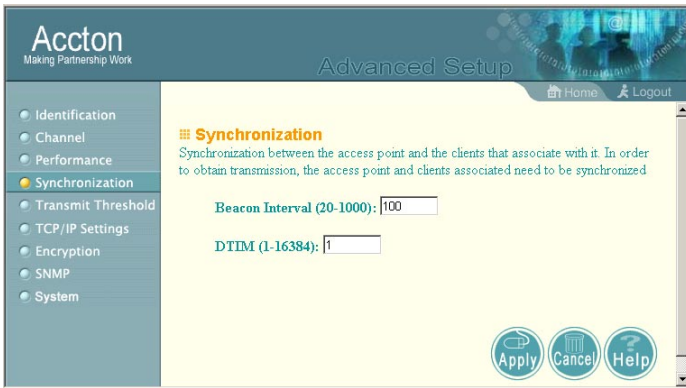 Accton
Making Partnership Work
Advanced Setup
Home
Logout
Identification
Channel
Performance
Synchronization
Transmit Threshold
TCP/IP Settings
Encryption
SNMP
System
Synchronization
Synchronization between the access point and the clients that associate with it. In order
to obtain transmission, the access point and clients associated need to be synchronized
Beacon Interval (20-1000): 100
DTIM (1-16384): 1
Apply
Cancel
Help